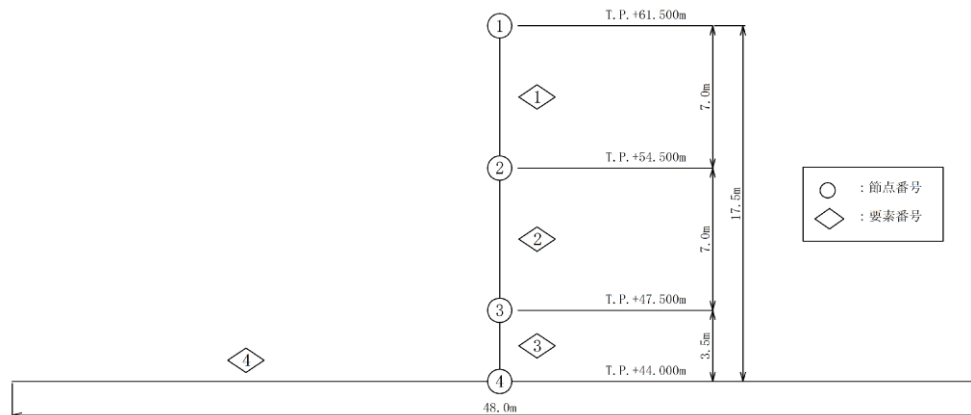 T.P.+61.500m
1
1
7.0m
T.P.+54.500m
2
17.5m
○ :節点番号
◇ :要素番号
2
7.0m
T.P.+47.500m
3
3
3.5m
4
T.P.+44.000m
4
48.0m